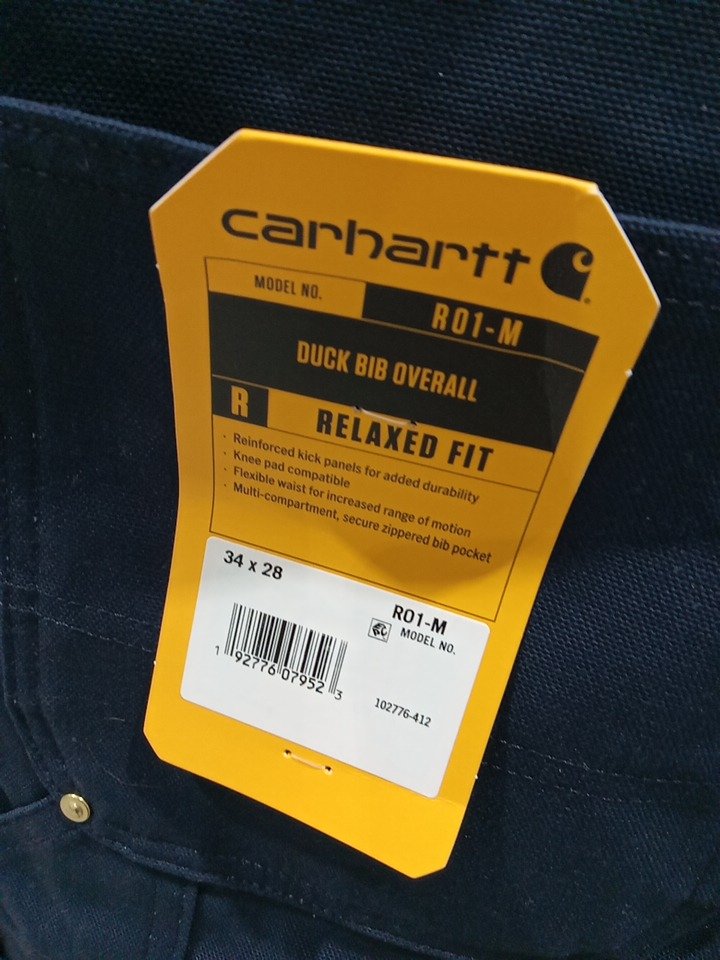 carhartt
MODEL NO. R01-M
DUCK BIB OVERALL
R RELAXED FIT
· Reinforced kick panels for added durability
· Knee pad compatible
· Flexible waist for increased range of motion
· Multi-compartment, secure zippered bib pocket
34 x 28
R01-M
MODEL NO.
1 92776 07952 3
102776-412